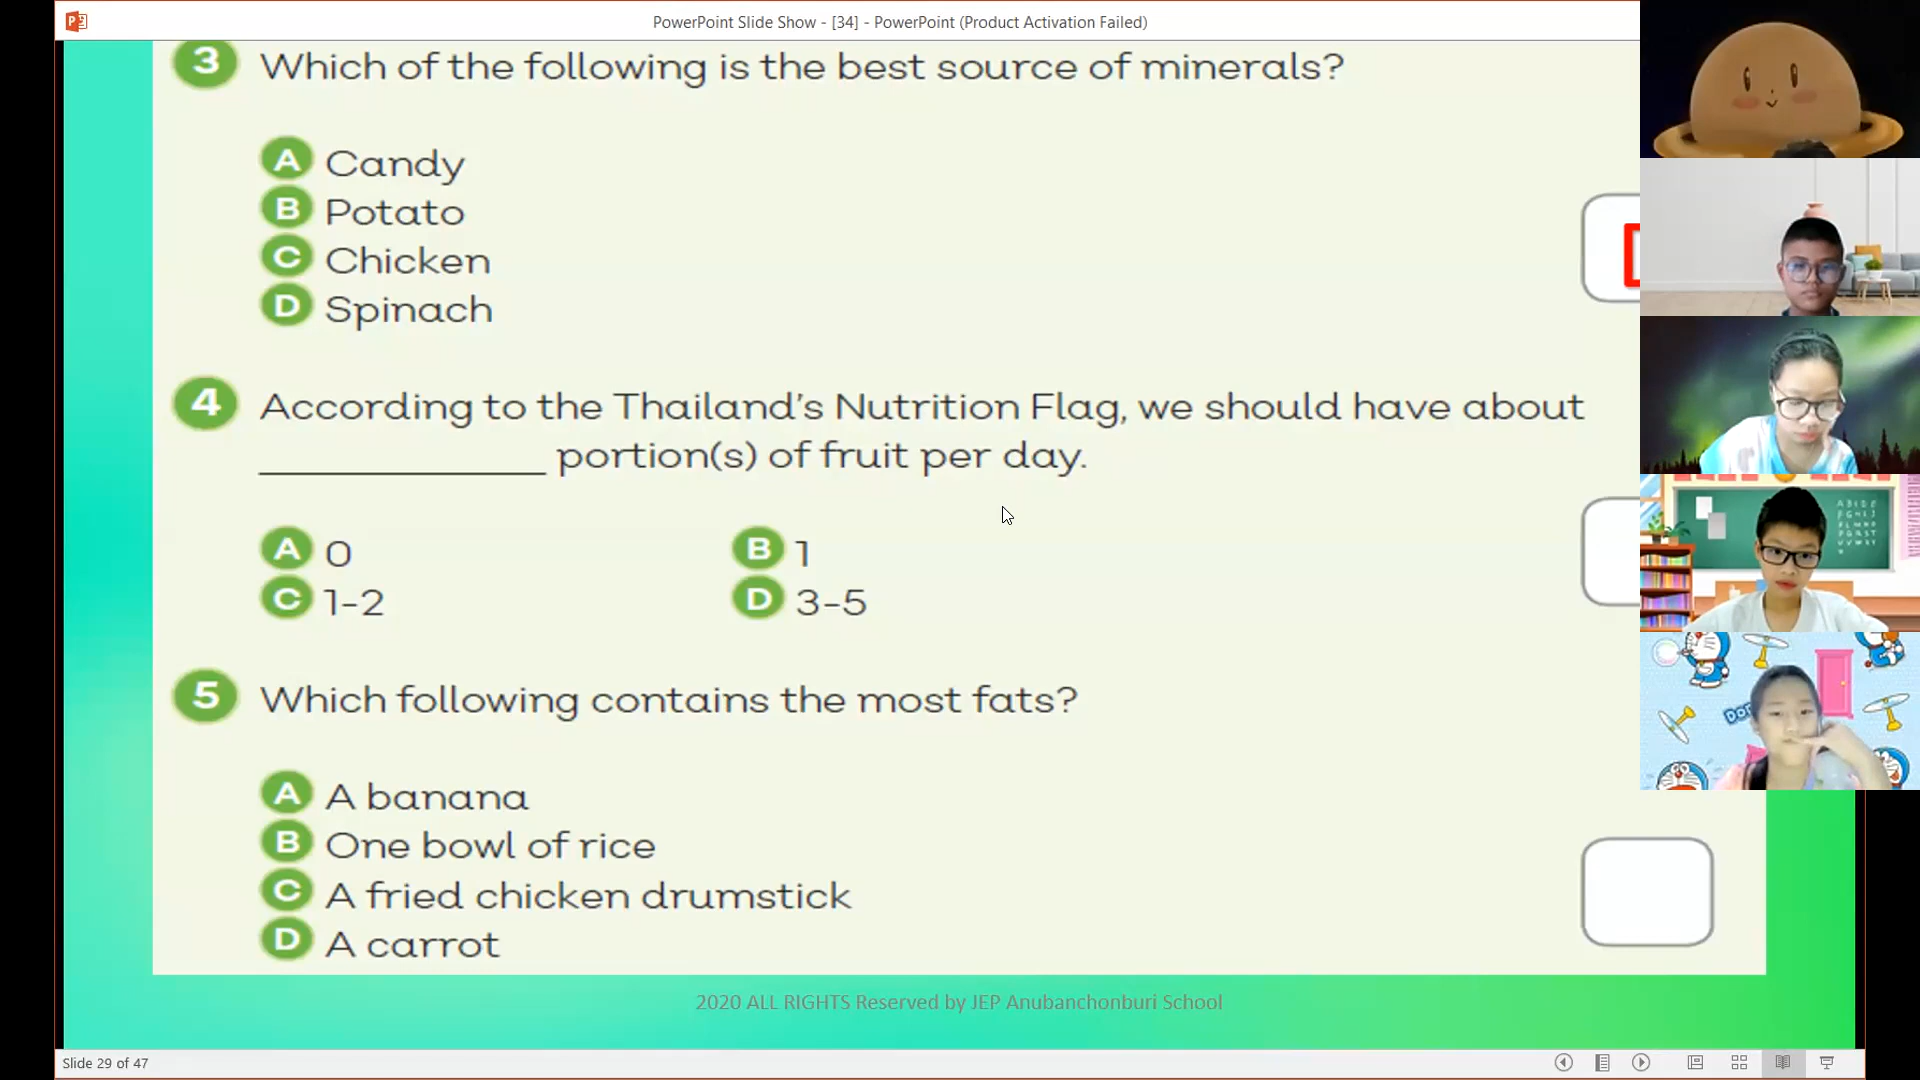 PowerPoint Slide Show - [34] - PowerPoint (Product Activation Failed)
3 Which of the following is the best source of minerals?
A Candy
B Potato
C Chicken
D Spinach
4 According to the Thailand's Nutrition Flag, we should have about
____________ portion(s) of fruit per day.
A 0
B 1
C 1-2
D 3-5
5 Which following contains the most fats?
A A banana
B One bowl of rice
C A fried chicken drumstick
D A carrot
2020 ALL RIGHTS Reserved by JEP Anubanchonburi School
Slide 29 of 47